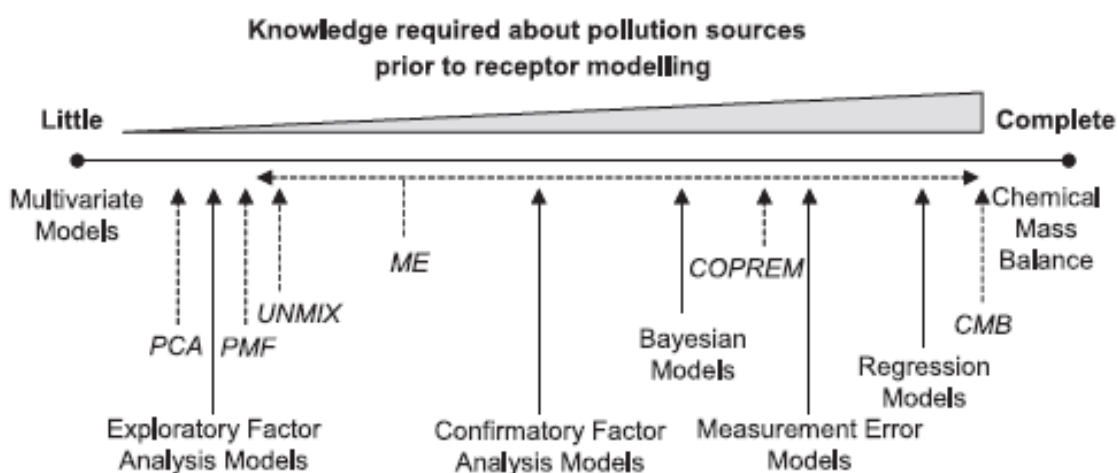 Knowledge required about pollution sources
prior to receptor modelling
Little
Complete
Multivariate
Models
Chemical
Mass
Balance
ME
COPREM
UNMIX
CMB
PCA
PMF
Bayesian
Models
Regression
Models
Exploratory Factor
Analysis Models
Confirmatory Factor
Analysis Models
Measurement Error
Models